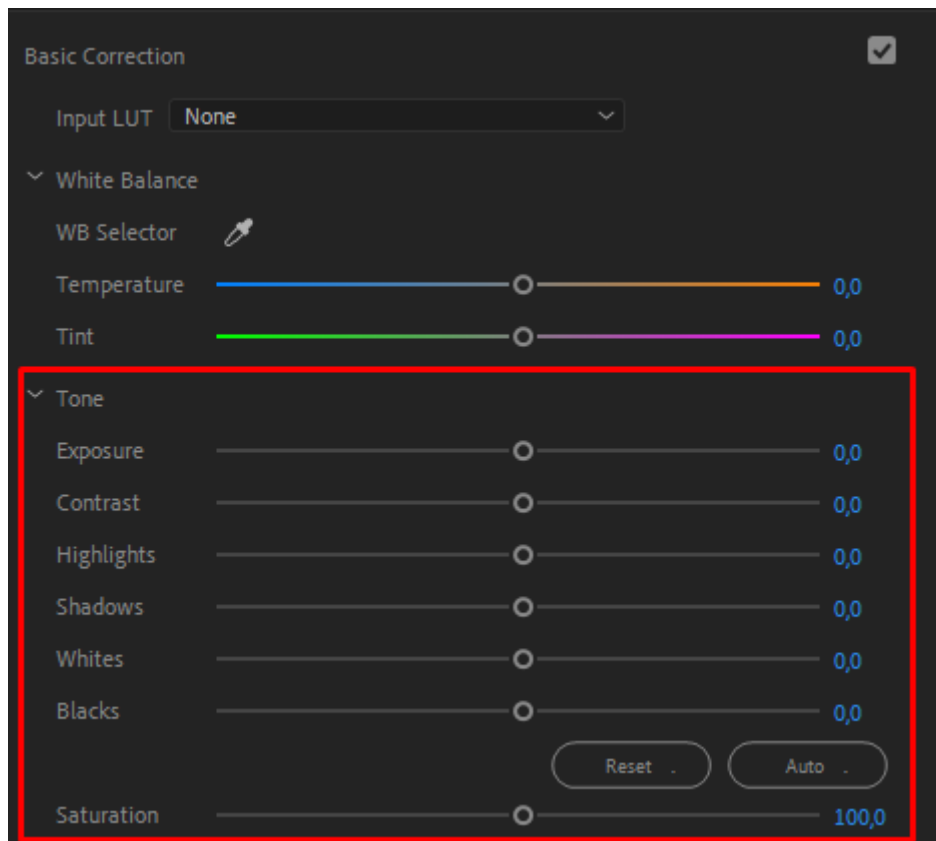 Basic Correction
Input LUT None
White Balance
WB Selector
Temperature 0,0
Tint 0,0
Tone
Exposure 0,0
Contrast 0,0
Highlights 0,0
Shadows 0,0
Whites 0,0
Blacks 0,0
Reset . Auto .
Saturation 100,0